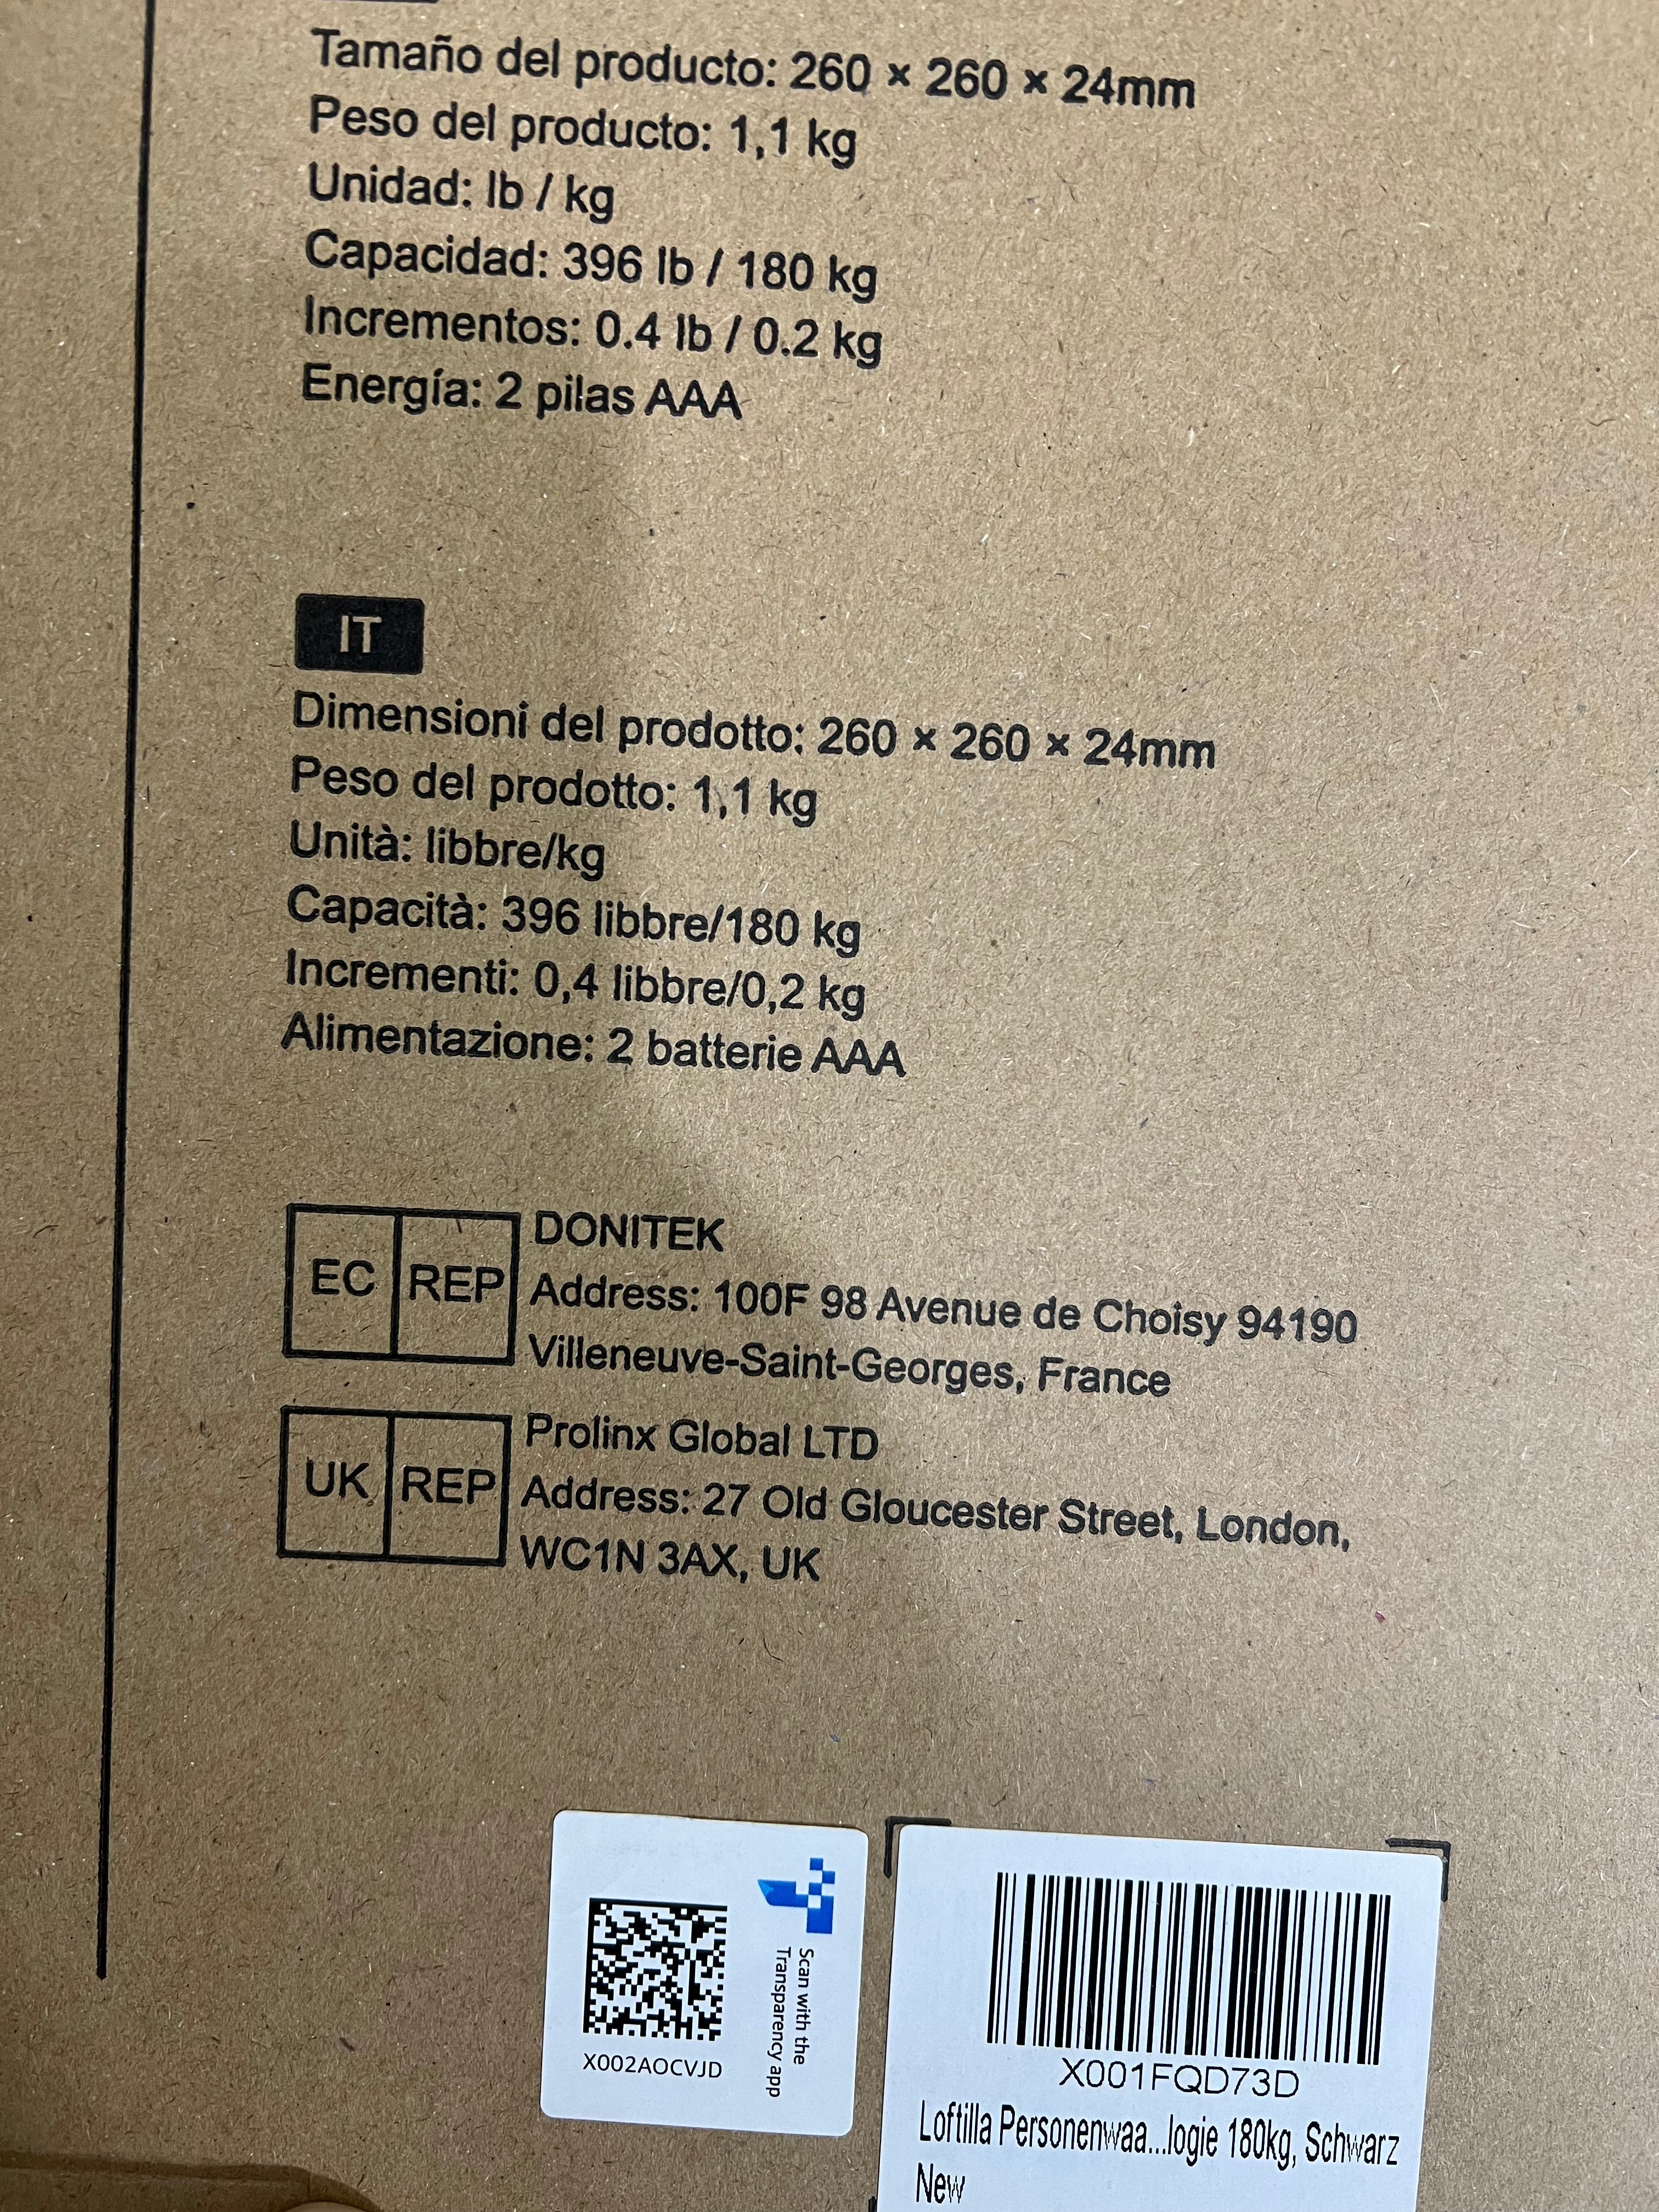 Tamaño del producto: 260 × 260 × 24mm
Peso del producto: 1,1 kg
Unidad: lb / kg
Capacidad: 396 lb / 180 kg
Incrementos: 0.4 lb / 0.2 kg
Energía: 2 pilas AAA
IT
Dimensioni del prodotto: 260 × 260 × 24mm
Peso del prodotto: 1,1 kg
Unità: libbre/kg
Capacità: 396 libbre/180 kg
Incrementi: 0,4 libbre/0,2 kg
Alimentazione: 2 batterie AAA
EC REP
DONITEK
Address: 100F 98 Avenue de Choisy 94190
Villeneuve-Saint-Georges, France
UK REP
Prolinx Global LTD
Address: 27 Old Gloucester Street, London,
WC1N 3AX, UK
Scan with the
Transparency app
X002AOCVJD
X001FQD73D
Loftilla Personenwaa...logie 180kg, Schwarz
New